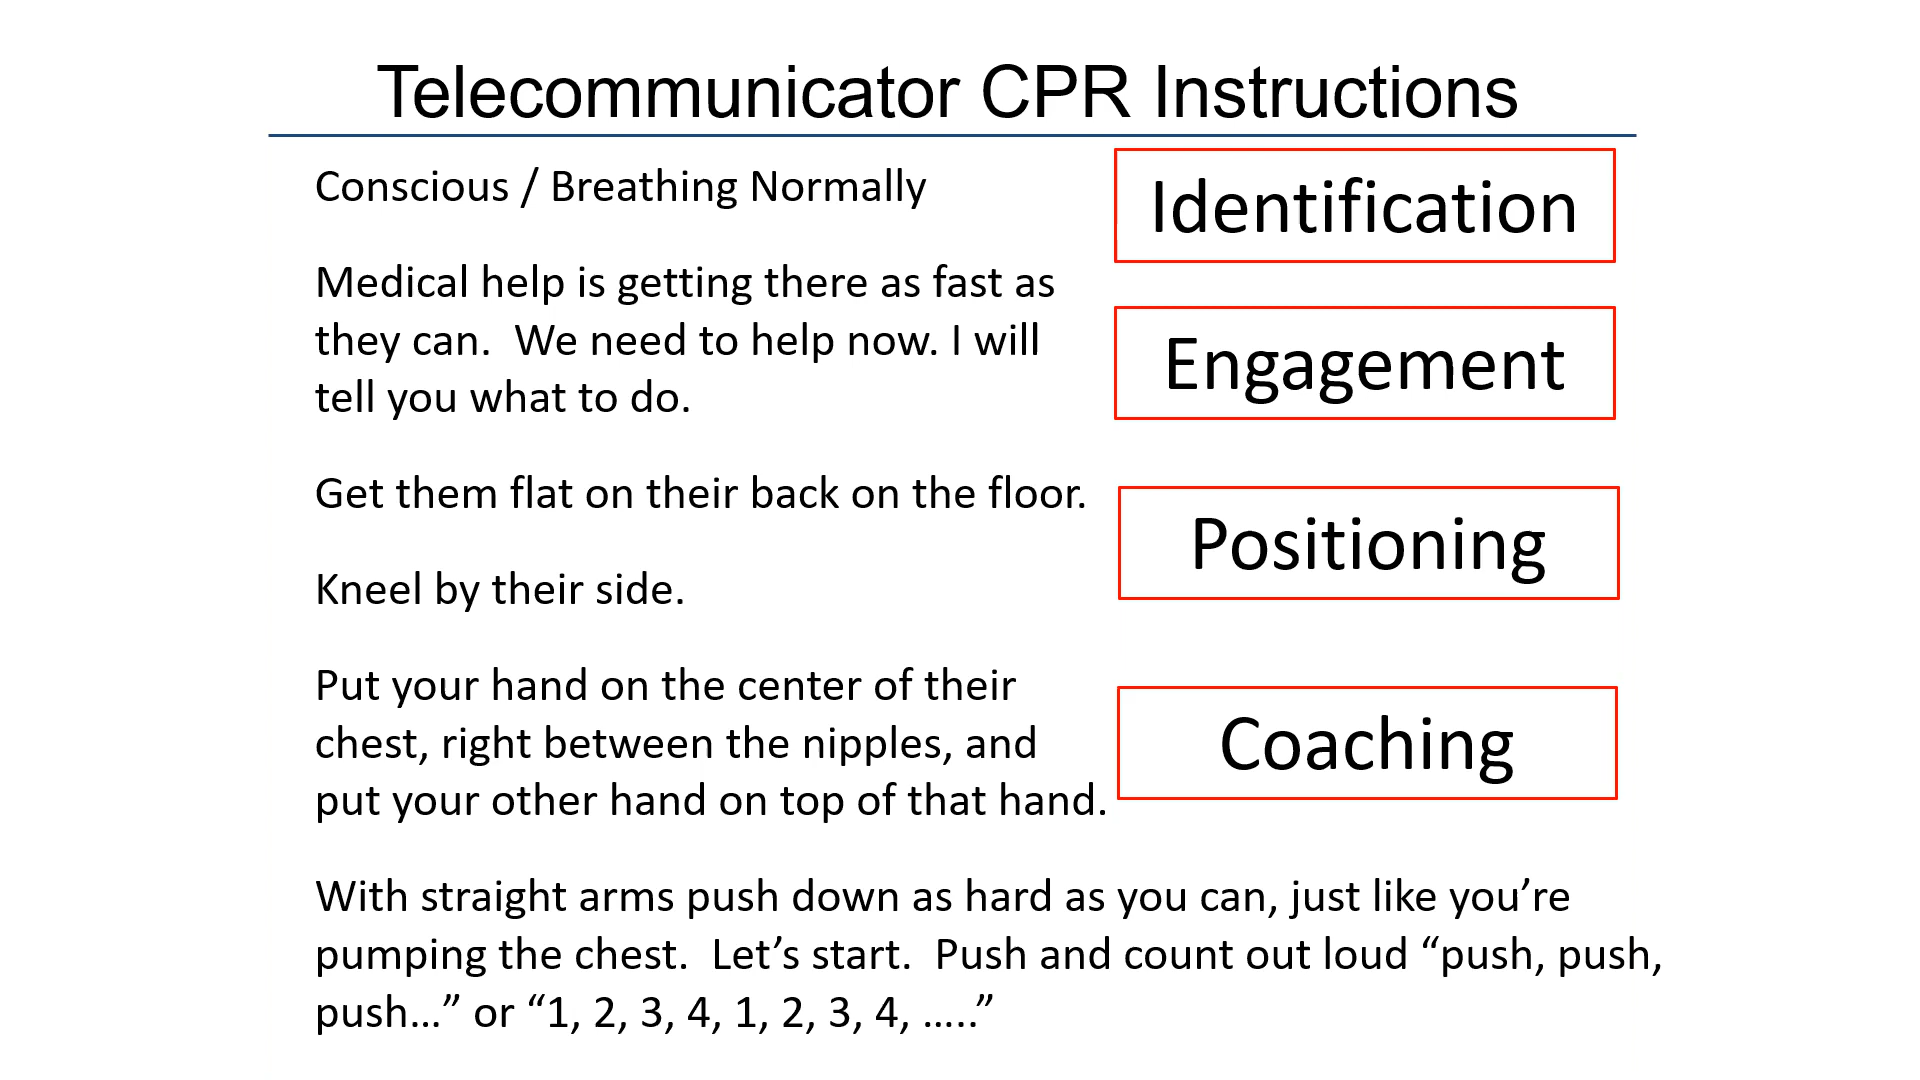 Telecommunicator CPR Instructions
Conscious / Breathing Normally
Identification
Medical help is getting there as fast as
they can.  We need to help now. I will
tell you what to do.
Engagement
Get them flat on their back on the floor.
Kneel by their side.
Positioning
Put your hand on the center of their
chest, right between the nipples, and
put your other hand on top of that hand.
Coaching
With straight arms push down as hard as you can, just like you’re
pumping the chest.  Let’s start.  Push and count out loud “push, push,
push…” or “1, 2, 3, 4, 1, 2, 3, 4, …..”